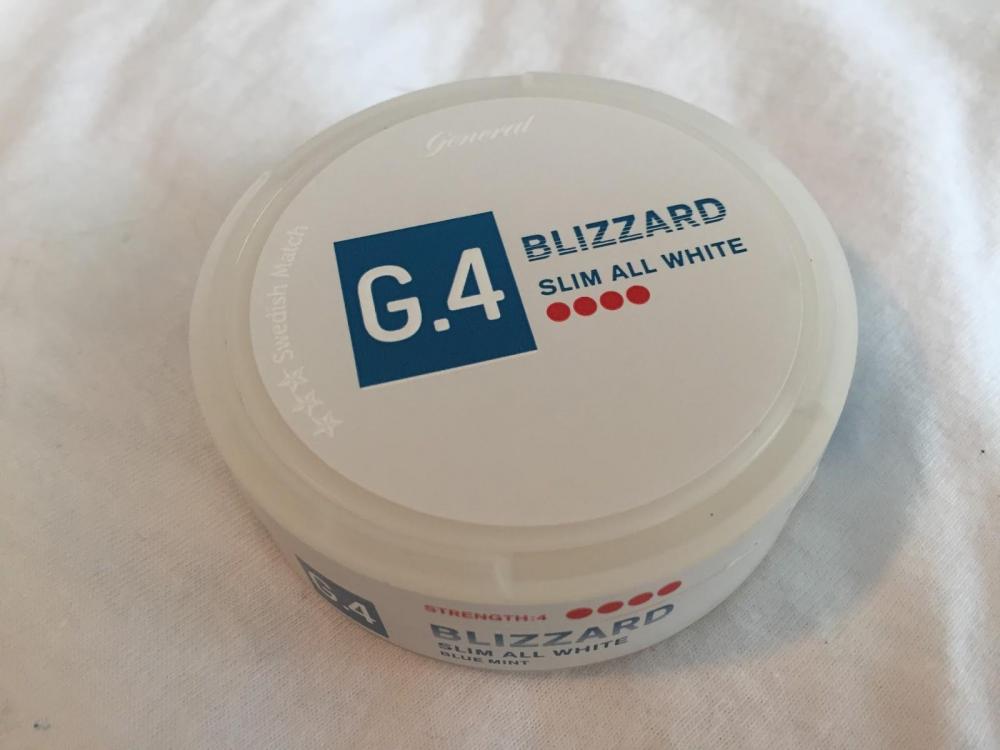 General
Swedish Match
G.4
BLIZZARD
SLIM ALL WHITE
G.4
STRENGTH:4
BLIZZARD
SLIM ALL WHITE
BLUE MINT